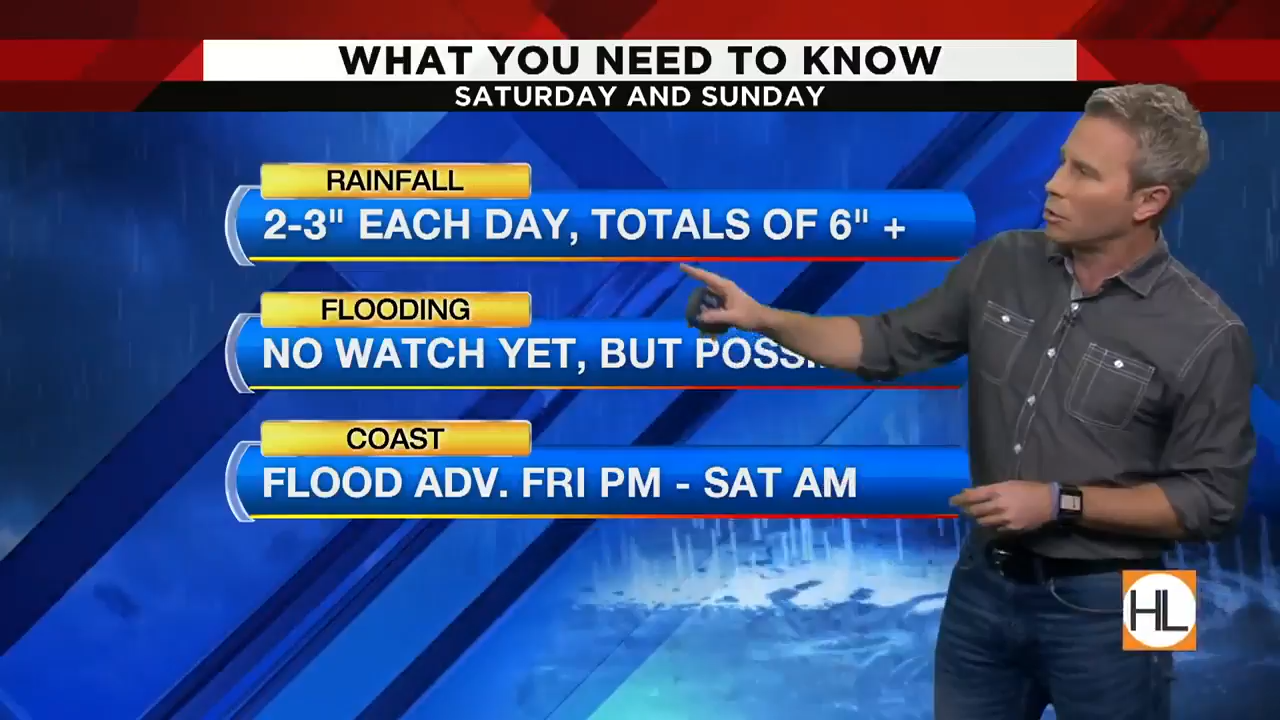 WHAT YOU NEED TO KNOW
SATURDAY AND SUNDAY
RAINFALL
2-3" EACH DAY, TOTALS OF 6" +
FLOODING
NO WATCH YET, BUT
COAST
FLOOD ADV. FRI PM - SAT AM
HL